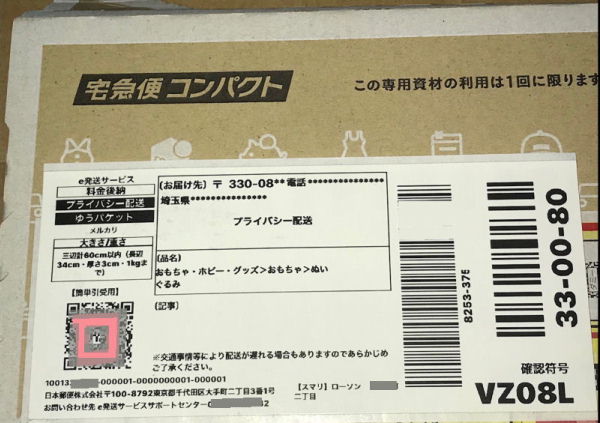 宅急便コンパクト
この専用資材の利用は1回に限ります
e発送サービス
料金後納
プライバシー配送
ゆうパケット
メルカリ
大きさ/重さ
三辺計60cm以内(長辺
34cm・厚さ3cm・1kgま
で)
【簡単引受用】
[お届け先] 〒 330-08** 電話 ***************
埼玉県***************
プライバシー配送
[品名]
おもちゃ・ホビー・グッズ>おもちゃ>ぬい
ぐるみ
[記事]
※交通事情等により配送が遅れる場合もありますのであらかじめ
ご了承ください。
10013 -000001-0000000001-000001
日本郵便株式会社〒100-8792東京都千代田区大手町二丁目3番1号
お問い合わせ先 e発送サービスサポートセンター0
【スマリ】ローソン
二丁目
8253-375
33-00-80
確認符号
VZ08L